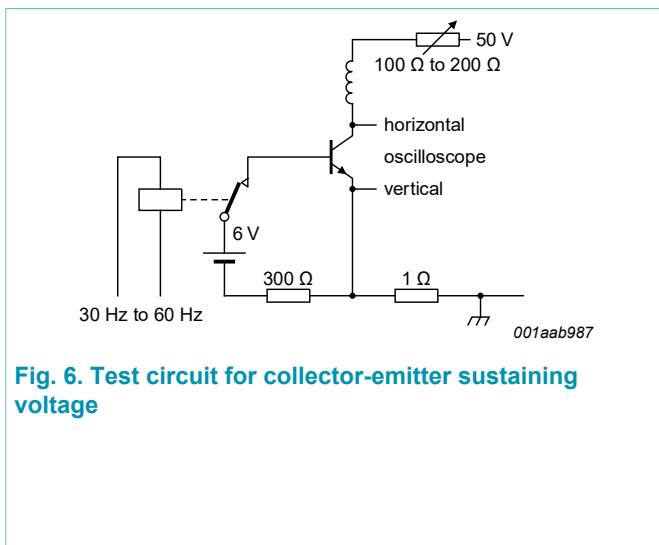 50 V
100 Ω to 200 Ω
horizontal
oscilloscope
vertical
6 V
300 Ω
1 Ω
30 Hz to 60 Hz
001aab987
Fig. 6. Test circuit for collector-emitter sustaining
voltage